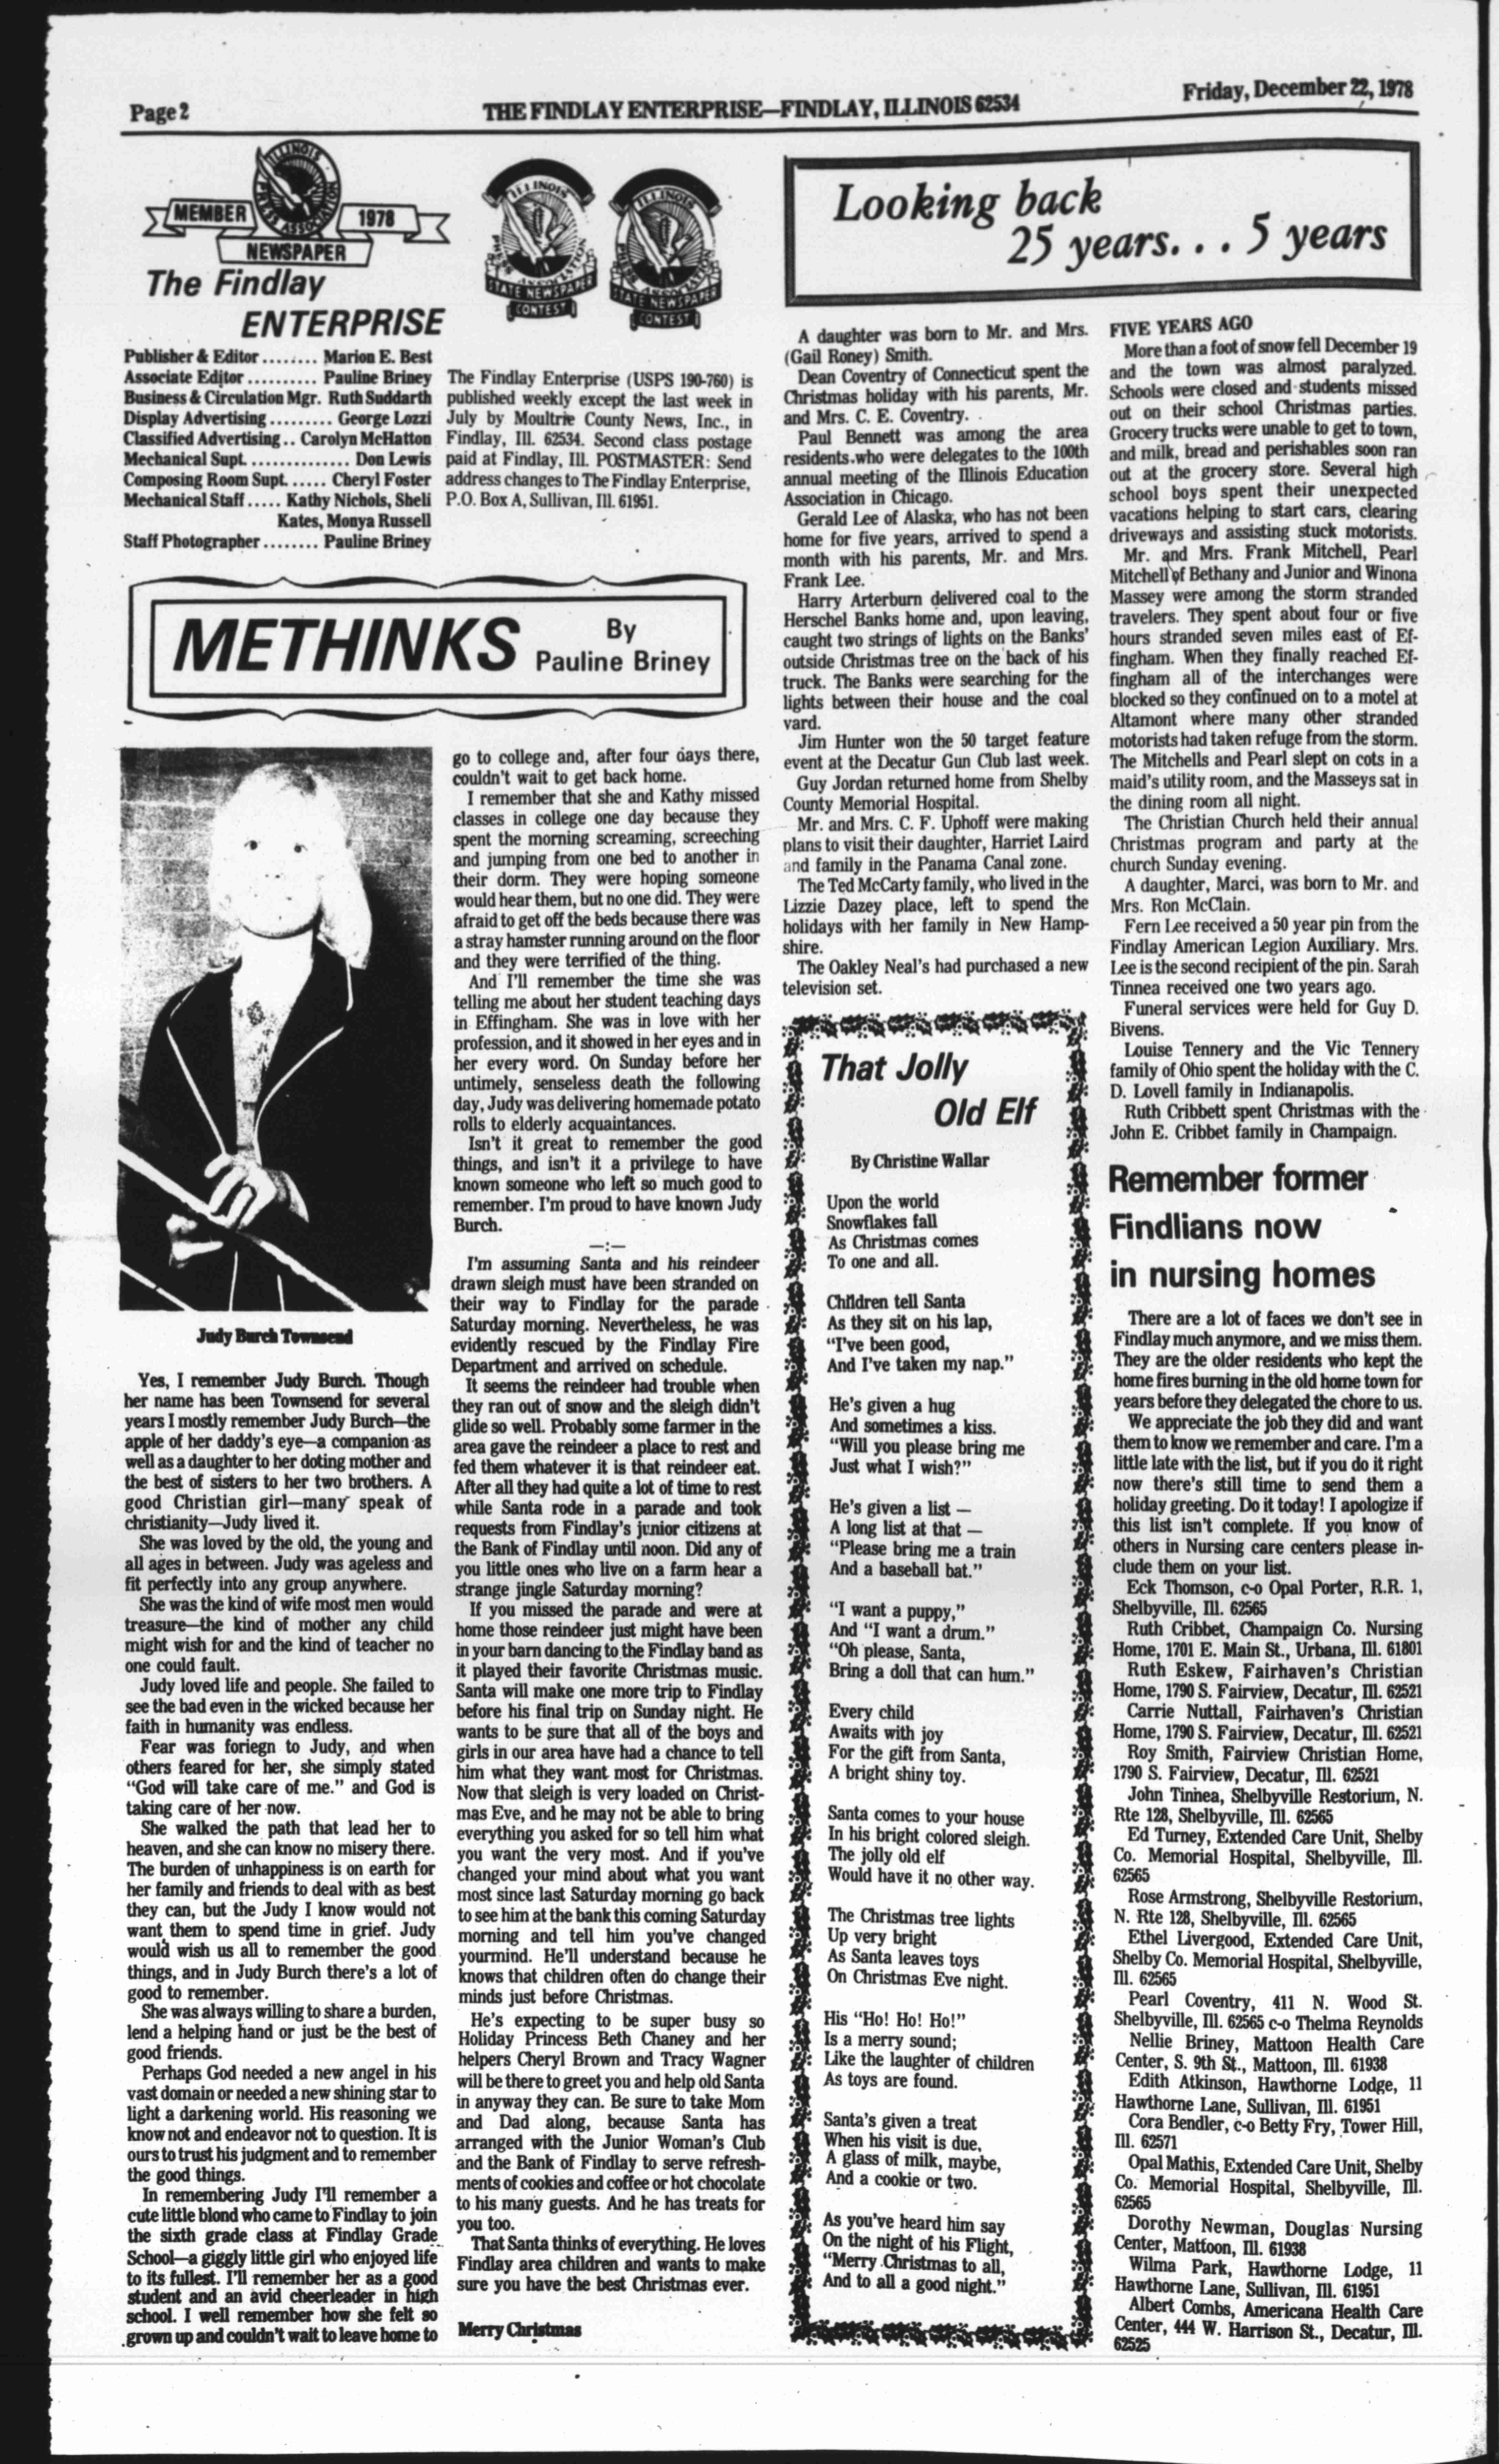 Page 2
THE FINDLAY ENTERPRISE—FINDLAY, ILLINOIS 62534
Friday, December 22, 1978
ILLINOIS
PRESS ASSOCIATION
MEMBER
1978
NEWSPAPER
The Findlay
ENTERPRISE
ILLINOIS
PRESS ASSOCIATION
STATE NEWSPAPER
CONTEST
ILLINOIS
PRESS ASSOCIATION
STATE NEWSPAPER
CONTEST
Publisher & Editor ........ Marion E. Best
Associate Editor .......... Pauline Briney
Business & Circulation Mgr. Ruth Suddarth
Display Advertising ......... George Lozzi
Classified Advertising .. Carolyn McHatton
Mechanical Supt. .............. Don Lewis
Composing Room Supt. ..... Cheryl Foster
Mechanical Staff ..... Kathy Nichols, Sheli
Kates, Monya Russell
Staff Photographer ........ Pauline Briney
The Findlay Enterprise (USPS 190-760) is
published weekly except the last week in
July by Moultrie County News, Inc., in
Findlay, Ill. 62534. Second class postage
paid at Findlay, Ill. POSTMASTER: Send
address changes to The Findlay Enterprise,
P.O. Box A, Sullivan, Ill. 61951.
METHINKS
By
Pauline Briney
Judy Burch Townsend
Yes, I remember Judy Burch. Though
her name has been Townsend for several
years I mostly remember Judy Burch—the
apple of her daddy's eye—a companion as
well as a daughter to her doting mother and
the best of sisters to her two brothers. A
good Christian girl—many speak of
christianity—Judy lived it.
She was loved by the old, the young and
all ages in between. Judy was ageless and
fit perfectly into any group anywhere.
She was the kind of wife most men would
treasure—the kind of mother any child
might wish for and the kind of teacher no
one could fault.
Judy loved life and people. She failed to
see the bad even in the wicked because her
faith in humanity was endless.
Fear was foriegn to Judy, and when
others feared for her, she simply stated
"God will take care of me." and God is
taking care of her now.
She walked the path that lead her to
heaven, and she can know no misery there.
The burden of unhappiness is on earth for
her family and friends to deal with as best
they can, but the Judy I know would not
want them to spend time in grief. Judy
would wish us all to remember the good
things, and in Judy Burch there's a lot of
good to remember.
She was always willing to share a burden,
lend a helping hand or just be the best of
good friends.
Perhaps God needed a new angel in his
vast domain or needed a new shining star to
light a darkening world. His reasoning we
know not and endeavor not to question. It is
ours to trust his judgment and to remember
the good things.
In remembering Judy I'll remember a
cute little blond who came to Findlay to join
the sixth grade class at Findlay Grade
School—a giggly little girl who enjoyed life
to its fullest. I'll remember her as a good
student and an avid cheerleader in high
school. I well remember how she felt so
grown up and couldn't wait to leave home to
go to college and, after four days there,
couldn't wait to get back home.
I remember that she and Kathy missed
classes in college one day because they
spent the morning screaming, screeching
and jumping from one bed to another in
their dorm. They were hoping someone
would hear them, but no one did. They were
afraid to get off the beds because there was
a stray hamster running around on the floor
and they were terrified of the thing.
And I'll remember the time she was
telling me about her student teaching days
in Effingham. She was in love with her
profession, and it showed in her eyes and in
her every word. On Sunday before her
untimely, senseless death the following
day, Judy was delivering homemade potato
rolls to elderly acquaintances.
Isn't it great to remember the good
things, and isn't it a privilege to have
known someone who left so much good to
remember. I'm proud to have known Judy
Burch.
—:—
I'm assuming Santa and his reindeer
drawn sleigh must have been stranded on
their way to Findlay for the parade
Saturday morning. Nevertheless, he was
evidently rescued by the Findlay Fire
Department and arrived on schedule.
It seems the reindeer had trouble when
they ran out of snow and the sleigh didn't
glide so well. Probably some farmer in the
area gave the reindeer a place to rest and
fed them whatever it is that reindeer eat.
After all they had quite a lot of time to rest
while Santa rode in a parade and took
requests from Findlay's junior citizens at
the Bank of Findlay until noon. Did any of
you little ones who live on a farm hear a
strange jingle Saturday morning?
If you missed the parade and were at
home those reindeer just might have been
in your barn dancing to the Findlay band as
it played their favorite Christmas music.
Santa will make one more trip to Findlay
before his final trip on Sunday night. He
wants to be sure that all of the boys and
girls in our area have had a chance to tell
him what they want most for Christmas.
Now that sleigh is very loaded on Christ-
mas Eve, and he may not be able to bring
everything you asked for so tell him what
you want the very most. And if you've
changed your mind about what you want
most since last Saturday morning go back
to see him at the bank this coming Saturday
morning and tell him you've changed
yourmind. He'll understand because he
knows that children often do change their
minds just before Christmas.
He's expecting to be super busy so
Holiday Princess Beth Chaney and her
helpers Cheryl Brown and Tracy Wagner
will be there to greet you and help old Santa
in anyway they can. Be sure to take Mom
and Dad along, because Santa has
arranged with the Junior Woman's Club
and the Bank of Findlay to serve refresh-
ments of cookies and coffee or hot chocolate
to his many guests. And he has treats for
you too.
That Santa thinks of everything. He loves
Findlay area children and wants to make
sure you have the best Christmas ever.
Merry Christmas
Looking back
25 years. . . 5 years
A daughter was born to Mr. and Mrs.
(Gail Roney) Smith.
Dean Coventry of Connecticut spent the
Christmas holiday with his parents, Mr.
and Mrs. C. E. Coventry.
Paul Bennett was among the area
residents who were delegates to the 100th
annual meeting of the Illinois Education
Association in Chicago.
Gerald Lee of Alaska, who has not been
home for five years, arrived to spend a
month with his parents, Mr. and Mrs.
Frank Lee.
Harry Arterburn delivered coal to the
Herschel Banks home and, upon leaving,
caught two strings of lights on the Banks'
outside Christmas tree on the back of his
truck. The Banks were searching for the
lights between their house and the coal
yard.
Jim Hunter won the 50 target feature
event at the Decatur Gun Club last week.
Guy Jordan returned home from Shelby
County Memorial Hospital.
Mr. and Mrs. C. F. Uphoff were making
plans to visit their daughter, Harriet Laird
and family in the Panama Canal zone.
The Ted McCarty family, who lived in the
Lizzie Dazey place, left to spend the
holidays with her family in New Hamp-
shire.
The Oakley Neal's had purchased a new
television set.
That Jolly
Old Elf
By Christine Wallar
Upon the world
Snowflakes fall
As Christmas comes
To one and all.
Children tell Santa
As they sit on his lap,
"I've been good,
And I've taken my nap."
He's given a hug
And sometimes a kiss.
"Will you please bring me
Just what I wish?"
He's given a list —
A long list at that —
"Please bring me a train
And a baseball bat."
"I want a puppy,"
And "I want a drum."
"Oh please, Santa,
Bring a doll that can hum."
Every child
Awaits with joy
For the gift from Santa,
A bright shiny toy.
Santa comes to your house
In his bright colored sleigh.
The jolly old elf
Would have it no other way.
The Christmas tree lights
Up very bright
As Santa leaves toys
On Christmas Eve night.
His "Ho! Ho! Ho!"
Is a merry sound;
Like the laughter of children
As toys are found.
Santa's given a treat
When his visit is due,
A glass of milk, maybe,
And a cookie or two.
As you've heard him say
On the night of his Flight,
"Merry Christmas to all,
And to all a good night."
FIVE YEARS AGO
More than a foot of snow fell December 19
and the town was almost paralyzed.
Schools were closed and students missed
out on their school Christmas parties.
Grocery trucks were unable to get to town,
and milk, bread and perishables soon ran
out at the grocery store. Several high
school boys spent their unexpected
vacations helping to start cars, clearing
driveways and assisting stuck motorists.
Mr. and Mrs. Frank Mitchell, Pearl
Mitchell of Bethany and Junior and Winona
Massey were among the storm stranded
travelers. They spent about four or five
hours stranded seven miles east of Ef-
fingham. When they finally reached Ef-
fingham all of the interchanges were
blocked so they continued on to a motel at
Altamont where many other stranded
motorists had taken refuge from the storm.
The Mitchells and Pearl slept on cots in a
maid's utility room, and the Masseys sat in
the dining room all night.
The Christian Church held their annual
Christmas program and party at the
church Sunday evening.
A daughter, Marci, was born to Mr. and
Mrs. Ron McClain.
Fern Lee received a 50 year pin from the
Findlay American Legion Auxiliary. Mrs.
Lee is the second recipient of the pin. Sarah
Tinnea received one two years ago.
Funeral services were held for Guy D.
Bivens.
Louise Tennery and the Vic Tennery
family of Ohio spent the holiday with the C.
D. Lovell family in Indianapolis.
Ruth Cribbett spent Christmas with the
John E. Cribbet family in Champaign.
Remember former
Findlians now
in nursing homes
There are a lot of faces we don't see in
Findlay much anymore, and we miss them.
They are the older residents who kept the
home fires burning in the old home town for
years before they delegated the chore to us.
We appreciate the job they did and want
them to know we remember and care. I'm a
little late with the list, but if you do it right
now there's still time to send them a
holiday greeting. Do it today! I apologize if
this list isn't complete. If you know of
others in Nursing care centers please in-
clude them on your list.
Eck Thomson, c-o Opal Porter, R.R. 1,
Shelbyville, Ill. 62565
Ruth Cribbet, Champaign Co. Nursing
Home, 1701 E. Main St., Urbana, Ill. 61801
Ruth Eskew, Fairhaven's Christian
Home, 1790 S. Fairview, Decatur, Ill. 62521
Carrie Nuttall, Fairhaven's Christian
Home, 1790 S. Fairview, Decatur, Ill. 62521
Roy Smith, Fairview Christian Home,
1790 S. Fairview, Decatur, Ill. 62521
John Tinnea, Shelbyville Restorium, N.
Rte 128, Shelbyville, Ill. 62565
Ed Turney, Extended Care Unit, Shelby
Co. Memorial Hospital, Shelbyville, Ill.
62565
Rose Armstrong, Shelbyville Restorium,
N. Rte 128, Shelbyville, Ill. 62565
Ethel Livergood, Extended Care Unit,
Shelby Co. Memorial Hospital, Shelbyville,
Ill. 62565
Pearl Coventry, 411 N. Wood St.
Shelbyville, Ill. 62565 c-o Thelma Reynolds
Nellie Briney, Mattoon Health Care
Center, S. 9th St., Mattoon, Ill. 61938
Edith Atkinson, Hawthorne Lodge, 11
Hawthorne Lane, Sullivan, Ill. 61951
Cora Bendler, c-o Betty Fry, Tower Hill,
Ill. 62571
Opal Mathis, Extended Care Unit, Shelby
Co. Memorial Hospital, Shelbyville, Ill.
62565
Dorothy Newman, Douglas Nursing
Center, Mattoon, Ill. 61938
Wilma Park, Hawthorne Lodge, 11
Hawthorne Lane, Sullivan, Ill. 61951
Albert Combs, Americana Health Care
Center, 444 W. Harrison St., Decatur, Ill.
62525